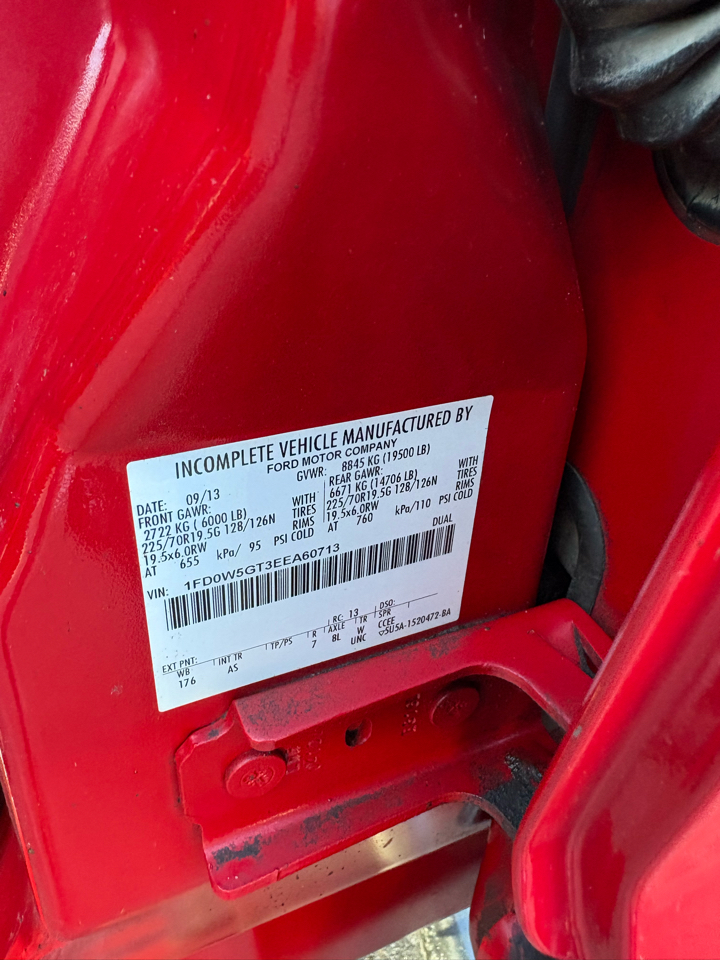 INCOMPLETE VEHICLE MANUFACTURED BY
FORD MOTOR COMPANY
DATE: 09/13 GVWR: 8845 KG (19500 LB)
FRONT GAWR: REAR GAWR:
2722 KG ( 6000 LB) WITH 6671 KG (14706 LB) WITH
225/70R19.5G 128/126N TIRES 225/70R19.5G 128/126N TIRES
19.5x6.0RW RIMS 19.5x6.0RW RIMS
AT 655 kPa/ 95 PSI COLD AT 760 kPa/110 PSI COLD
DUAL
VIN: 1FD0W5GT3EEA60713
EXT PNT: RC: 13 DSO:
WB INT TR TP/PS R AXLE TR SPR
176 AS 7 8L W CCEE
UNC 5U5A-1520472-BA